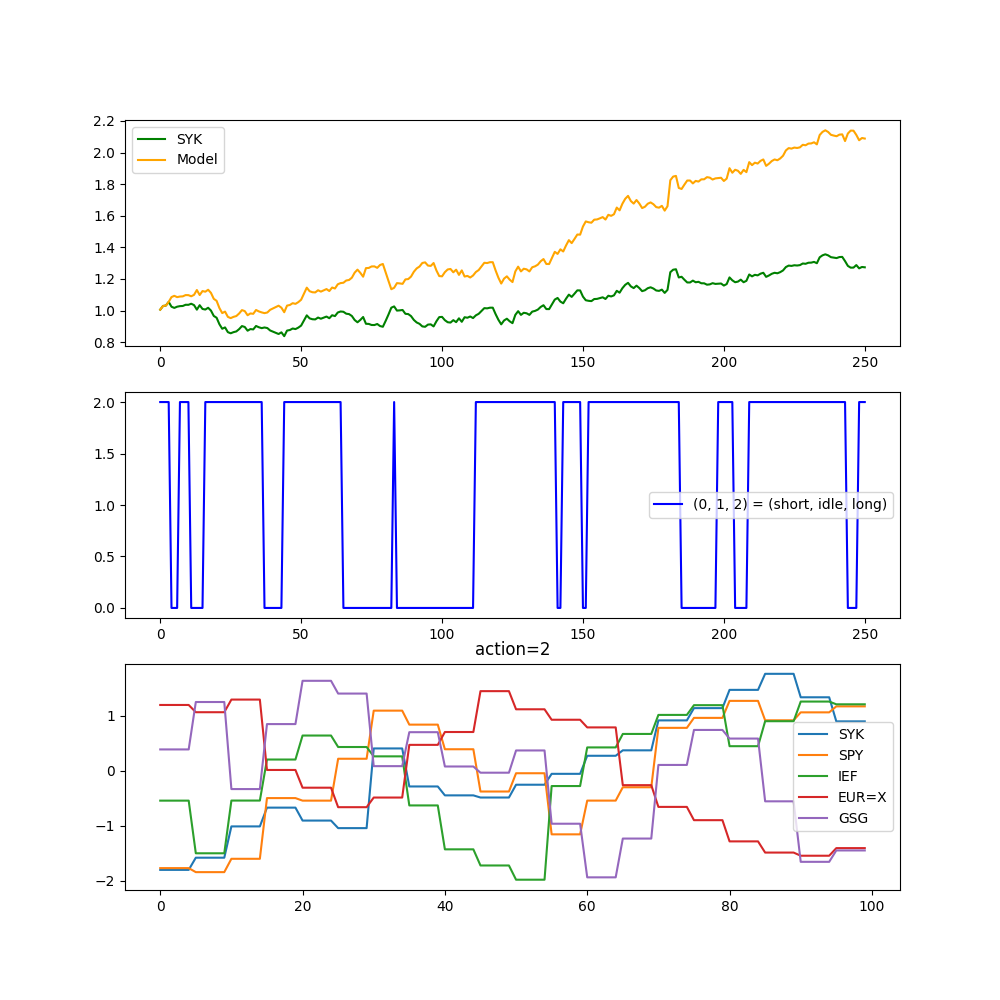 2.2
2.0
1.8
1.6
1.4
1.2
1.0
0.8
SYK
Model
0 50 100 150 200 250
2.0
1.5
1.0
0.5
0.0
(0, 1, 2) = (short, idle, long)
0 50 100 150 200 250
action=2
1
0
−1
−2
SYK
SPY
IEF
EUR=X
GSG
0 20 40 60 80 100